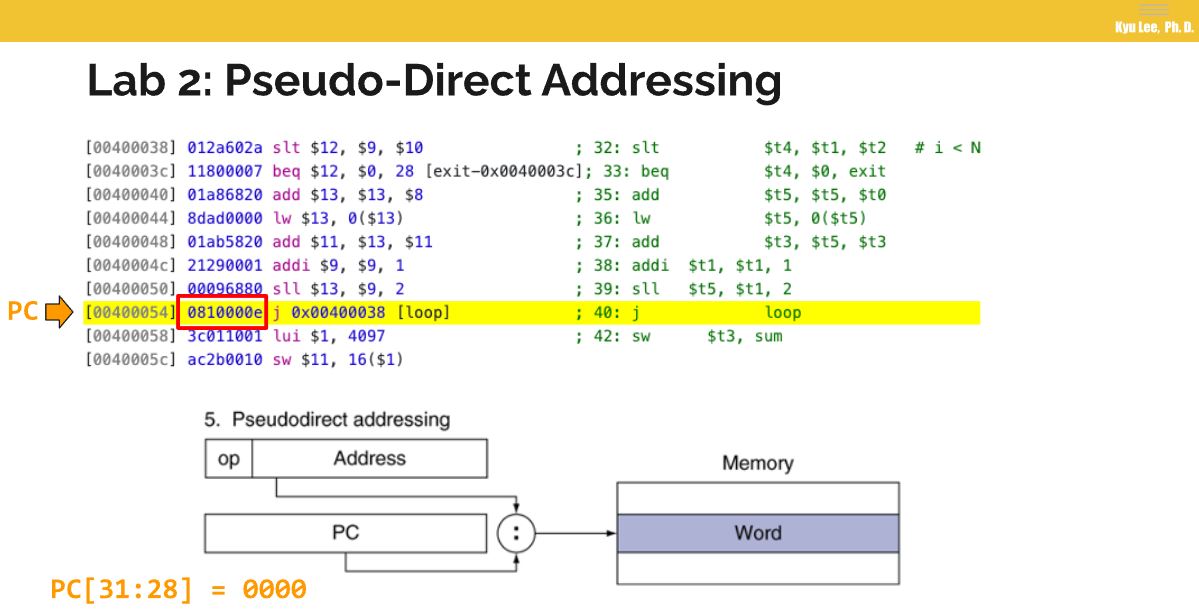 Kyu Lee, Ph. D.
Lab 2: Pseudo-Direct Addressing
[00400038] 012a602a slt $12, $9, $10 ; 32: slt $t4, $t1, $t2 # i < N
[0040003c] 11800007 beq $12, $0, 28 [exit-0x0040003c]; 33: beq $t4, $0, exit
[00400040] 01a86820 add $13, $13, $8 ; 35: add $t5, $t5, $t0
[00400044] 8dad0000 lw $13, 0($13) ; 36: lw $t5, 0($t5)
[00400048] 01ab5820 add $11, $13, $11 ; 37: add $t3, $t5, $t3
[0040004c] 21290001 addi $9, $9, 1 ; 38: addi $t1, $t1, 1
[00400050] 00096880 sll $13, $9, 2 ; 39: sll $t5, $t1, 2
PC [00400054] 0810000e j 0x00400038 [loop] ; 40: j loop
[00400058] 3c011001 lui $1, 4097 ; 42: sw $t3, sum
[0040005c] ac2b0010 sw $11, 16($1)
5. Pseudodirect addressing
op Address
Memory
PC : Word
PC[31:28] = 0000